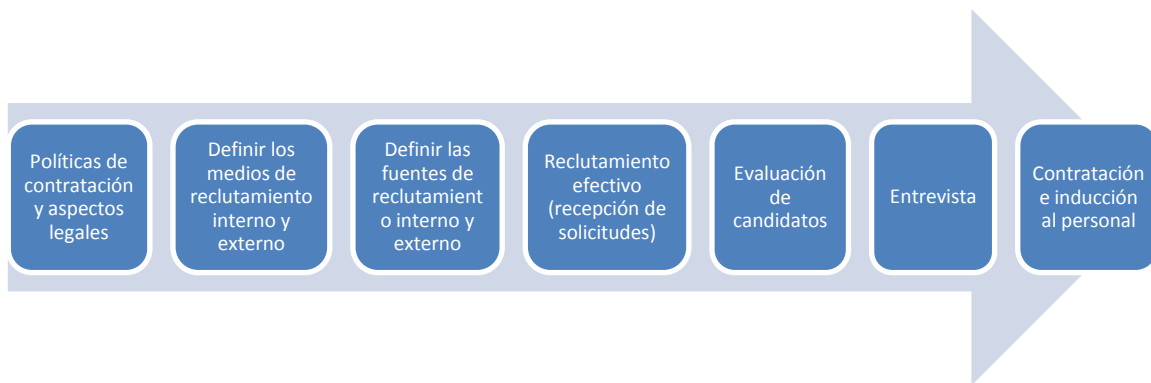 Políticas de
contratación
y aspectos
legales
Definir los
medios de
reclutamiento
interno y
externo
Definir las
fuentes de
reclutamient
o interno y
externo
Reclutamiento
efectivo
(recepción de
solicitudes)
Evaluación
de
candidatos
Entrevista
Contratación
e inducción
al personal